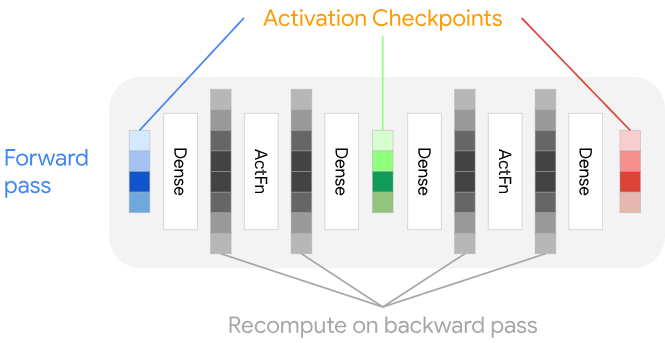 Activation Checkpoints
Forward
pass
Dense
ActFn
Dense
Dense
ActFn
Dense
Recompute on backward pass